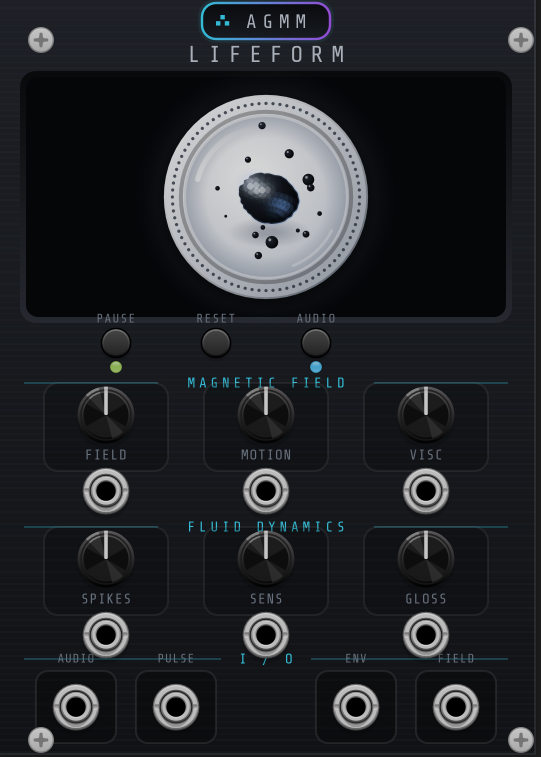 AGMM
LIFEFORM
PAUSE RESET AUDIO
MAGNETIC FIELD
FIELD MOTION VISC
FLUID DYNAMICS
SPIKES SENS GLOSS
AUDIO PULSE I / O ENV FIELD